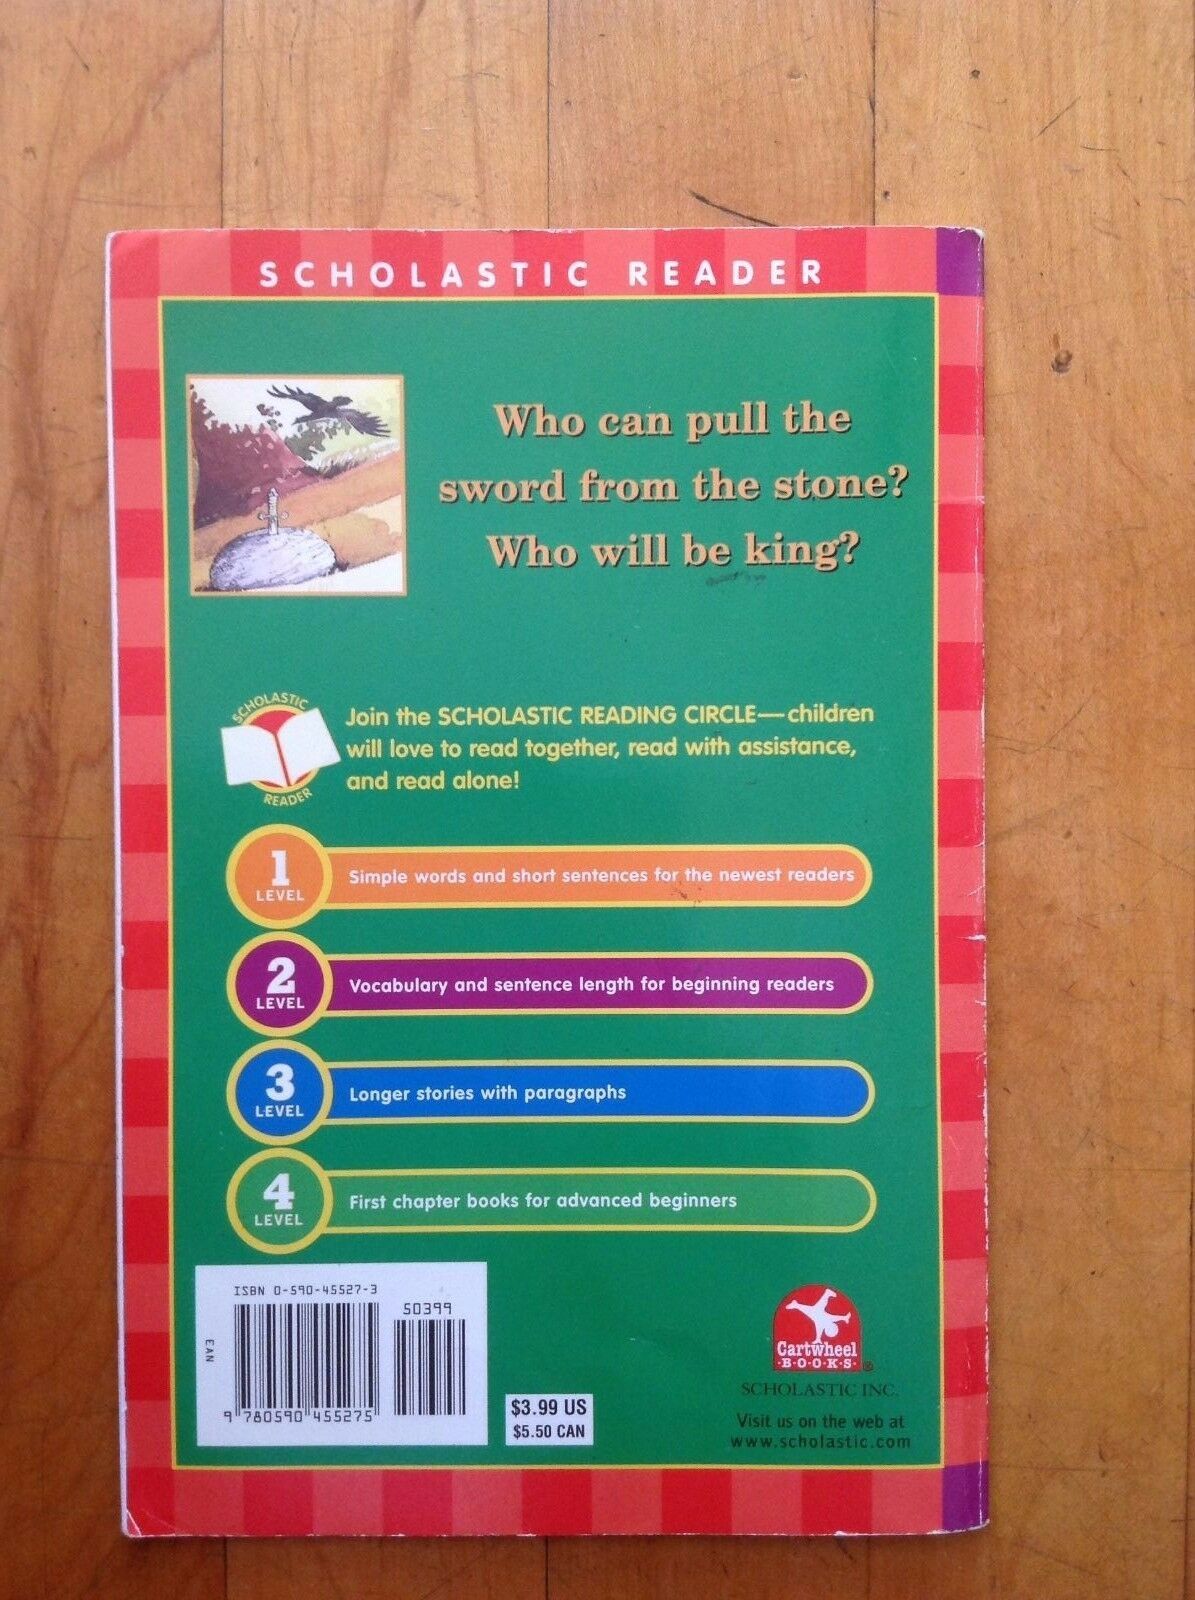 SCHOLASTIC READER
Who can pull the
sword from the stone?
Who will be king?
SCHOLASTIC
READER
Join the SCHOLASTIC READING CIRCLE—children
will love to read together, read with assistance,
and read alone!
1
LEVEL
Simple words and short sentences for the newest readers
2
LEVEL
Vocabulary and sentence length for beginning readers
3
LEVEL
Longer stories with paragraphs
4
LEVEL
First chapter books for advanced beginners
ISBN 0-590-45527-3
50399
EAN
9 780590 455275
$3.99 US
$5.50 CAN
Cartwheel
·BOOKS·®
SCHOLASTIC INC.
Visit us on the web at
www.scholastic.com